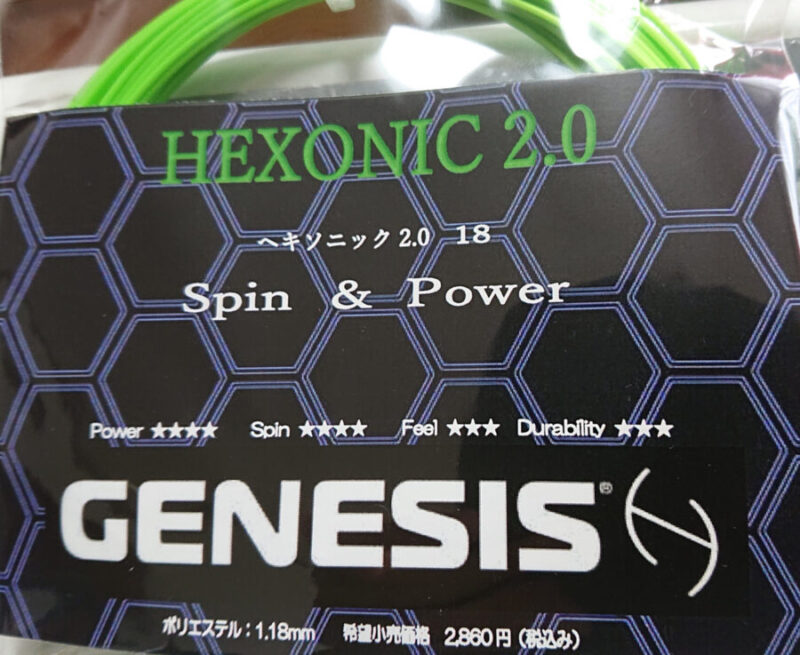 HEXONIC 2.0
ヘキソニック 2.0 18
Spin & Power
Power ★★★★ Spin ★★★★ Feel ★★★ Durability ★★★
GENESIS®
ポリエステル：1.18mm 希望小売価格 2,860円（税込み）